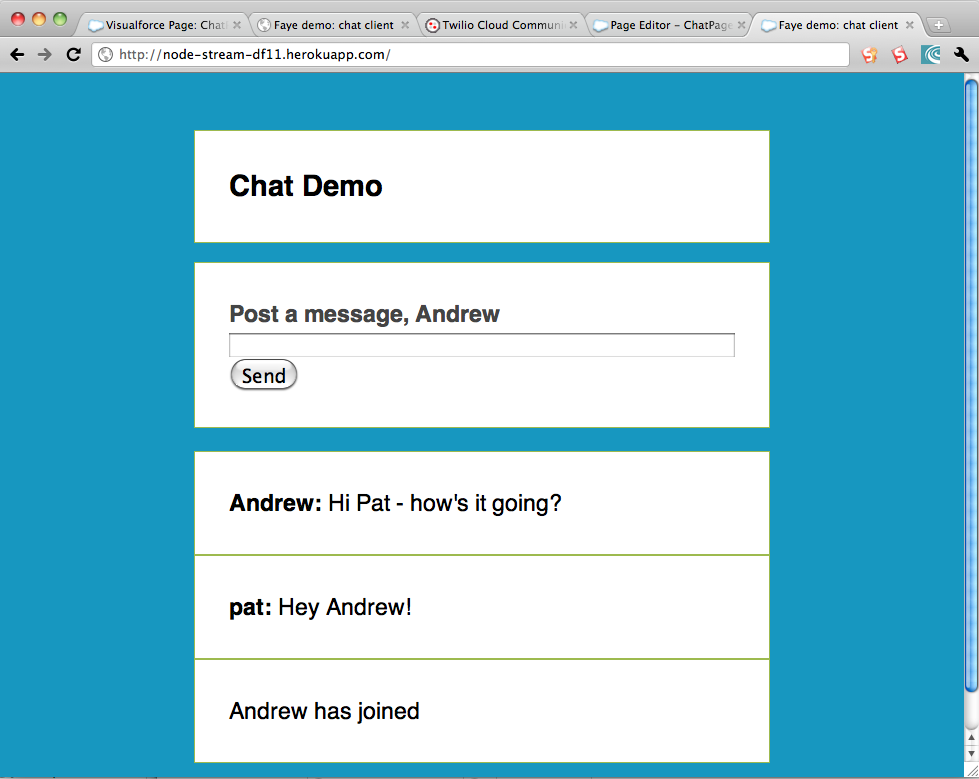 Visualforce Page: Chat
Faye demo: chat client
Twilio Cloud Communi
Page Editor – ChatPage
Faye demo: chat client
http://node-stream-df11.herokuapp.com/
Chat Demo
Post a message, Andrew
Send
Andrew: Hi Pat - how's it going?
pat: Hey Andrew!
Andrew has joined